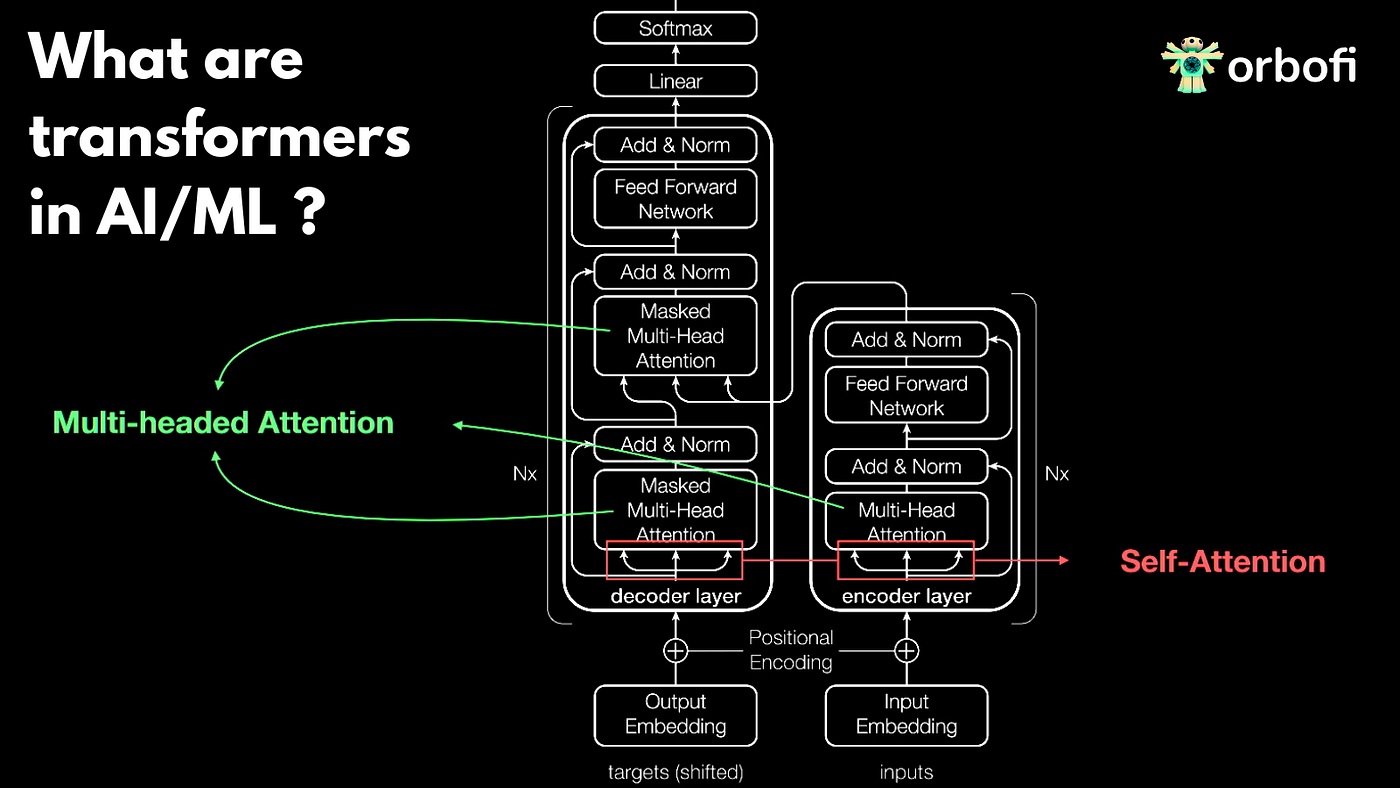 What are
transformers
in AI/ML ?
orbofi
Softmax
Linear
Add & Norm
Feed Forward
Network
Add & Norm
Masked
Multi-Head
Attention
Add & Norm
Masked
Multi-Head
Attention
decoder layer
Nx
Add & Norm
Feed Forward
Network
Add & Norm
Multi-Head
Attention
encoder layer
Nx
Multi-headed Attention
Self-Attention
Positional
Encoding
Output
Embedding
Input
Embedding
targets (shifted)
inputs